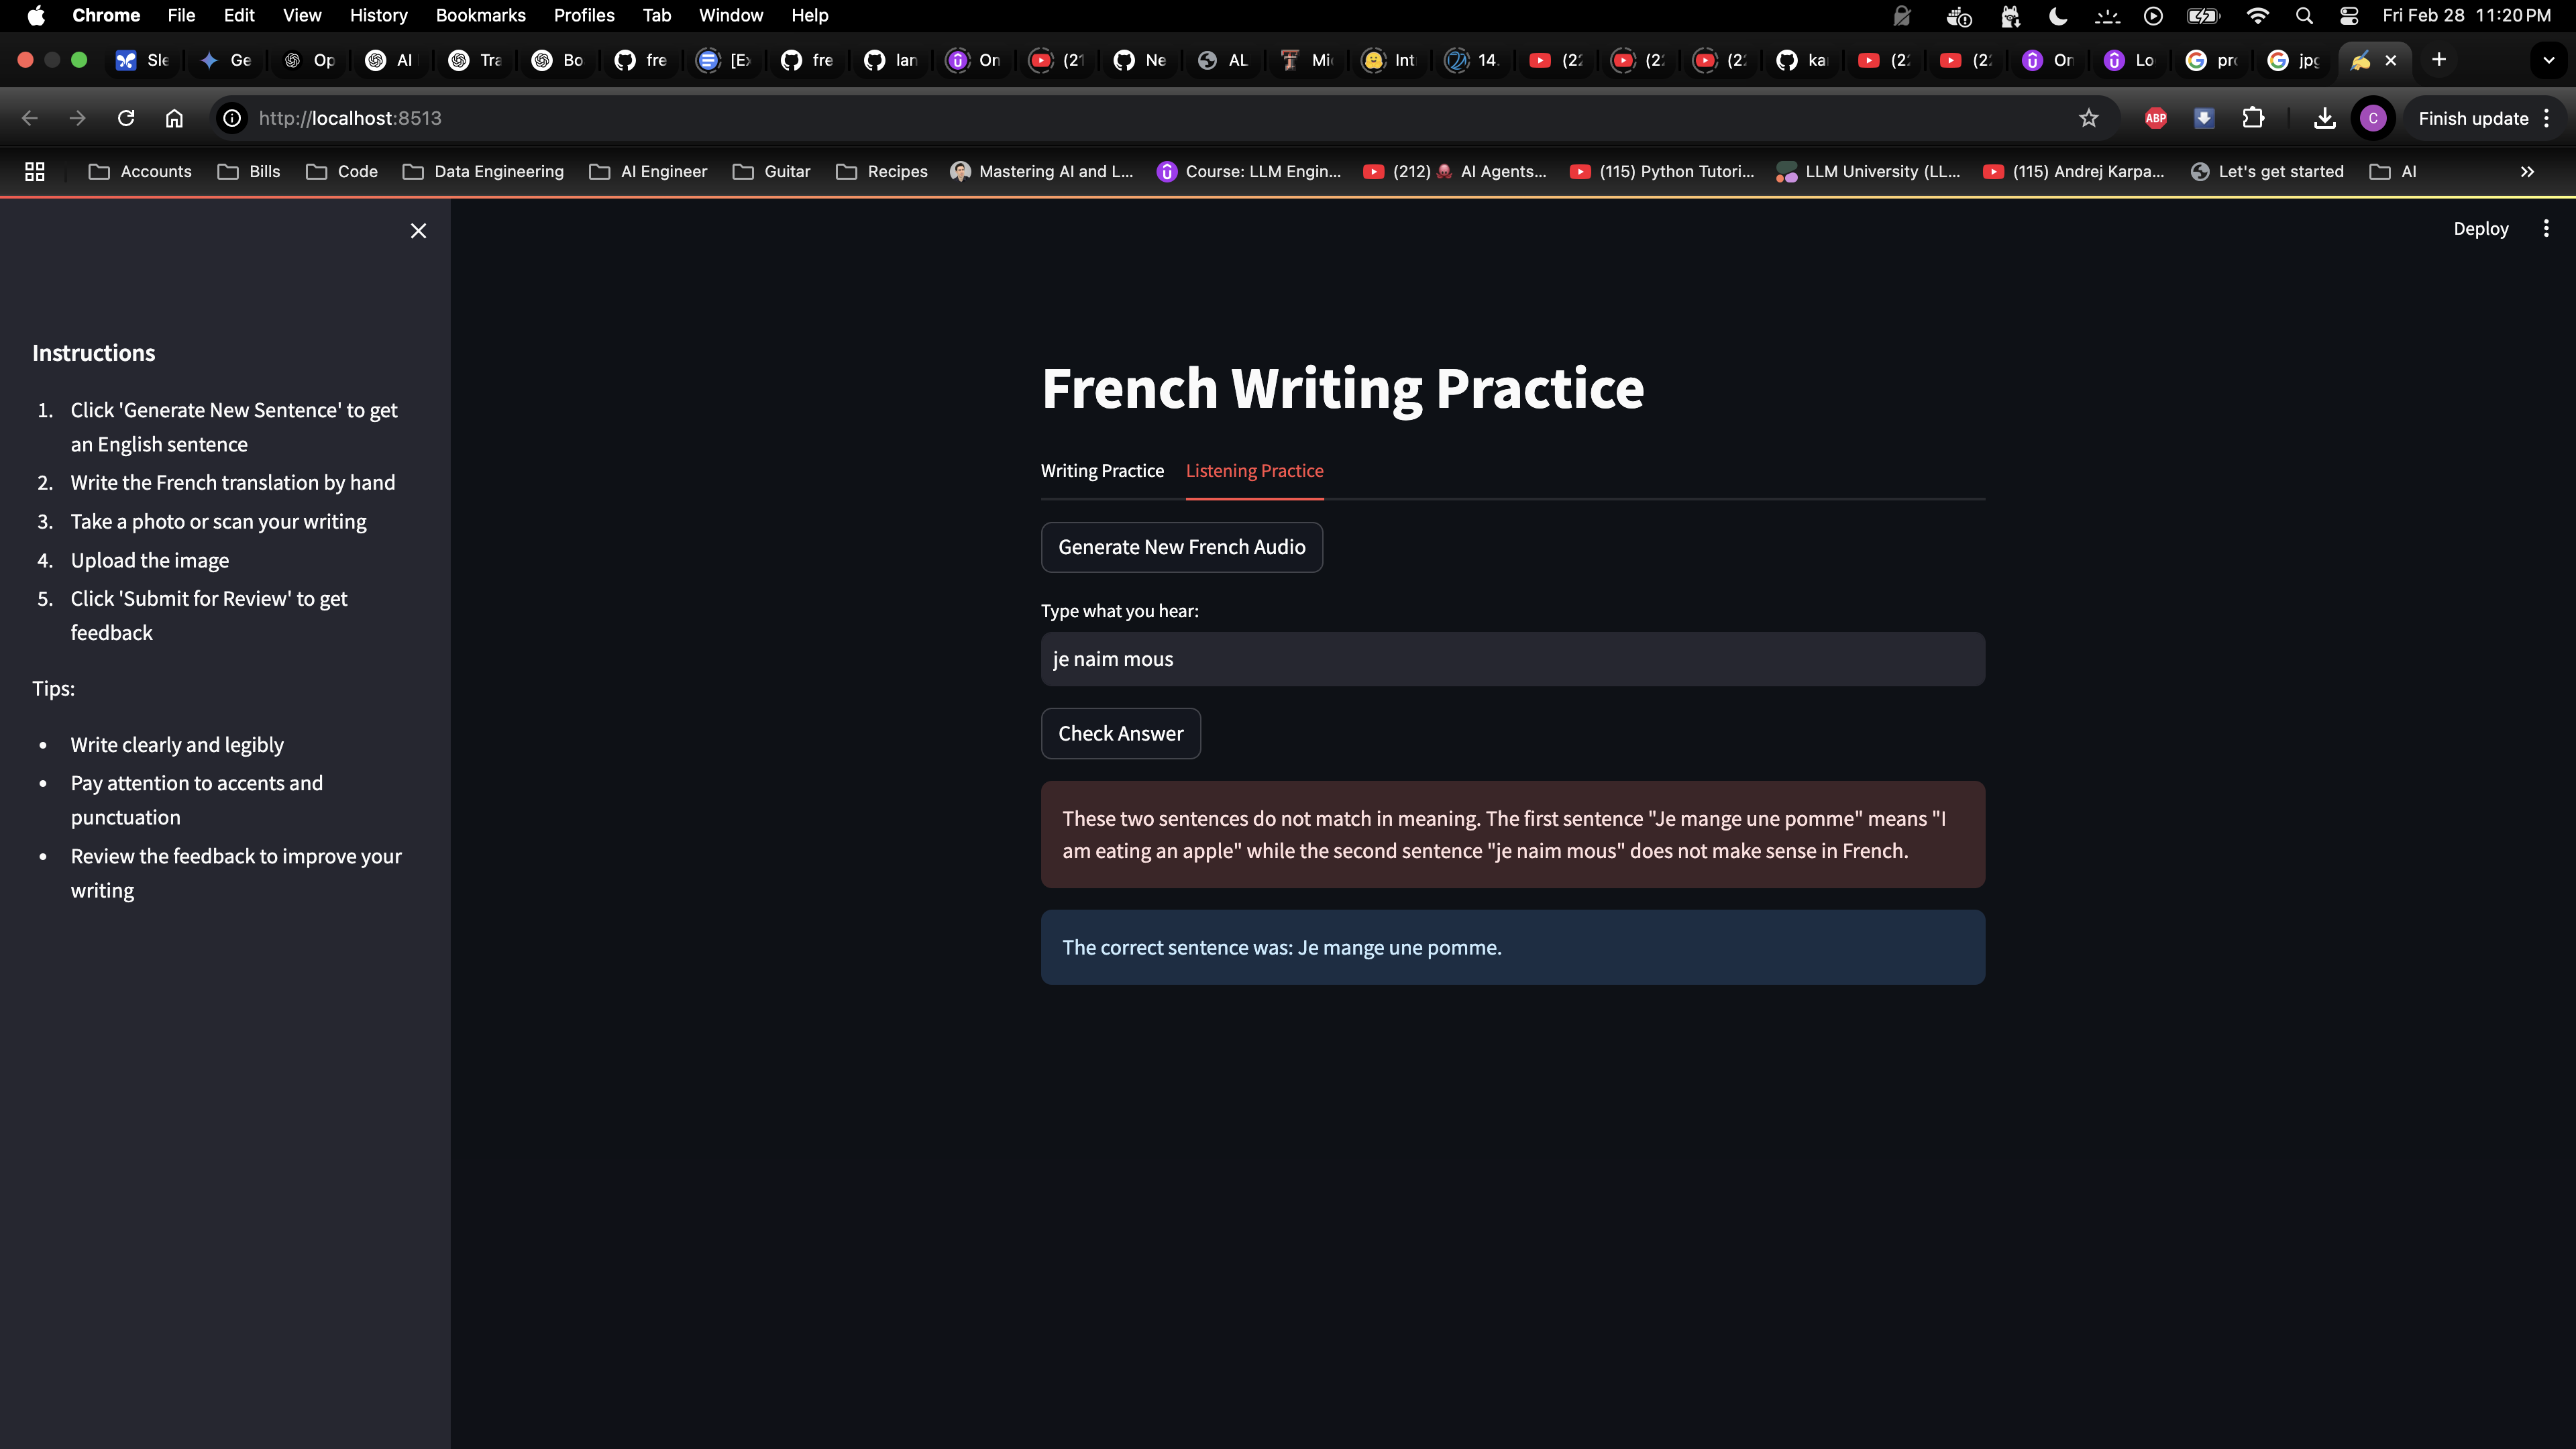 Chrome File Edit View History Bookmarks Profiles Tab Window Help Fri Feb 28 11:20 PM
Sle Ge Op AI Tra Bo fre [Ex fre lan On (21 Ne AL Mi Int 14. (22 (22 (22 ka (22 (22 On Lo pro jpg
http://localhost:8513 ABP C Finish update
Accounts Bills Code Data Engineering AI Engineer Guitar Recipes Mastering AI and L... Course: LLM Engin... (212) AI Agents... (115) Python Tutori... LLM University (LL... (115) Andrej Karpa... Let's get started AI
Deploy
Instructions
1. Click 'Generate New Sentence' to get
an English sentence
2. Write the French translation by hand
3. Take a photo or scan your writing
4. Upload the image
5. Click 'Submit for Review' to get
feedback
Tips:
• Write clearly and legibly
• Pay attention to accents and
punctuation
• Review the feedback to improve your
writing
French Writing Practice
Writing Practice Listening Practice
Generate New French Audio
Type what you hear:
je naim mous
Check Answer
These two sentences do not match in meaning. The first sentence "Je mange une pomme" means "I
am eating an apple" while the second sentence "je naim mous" does not make sense in French.
The correct sentence was: Je mange une pomme.